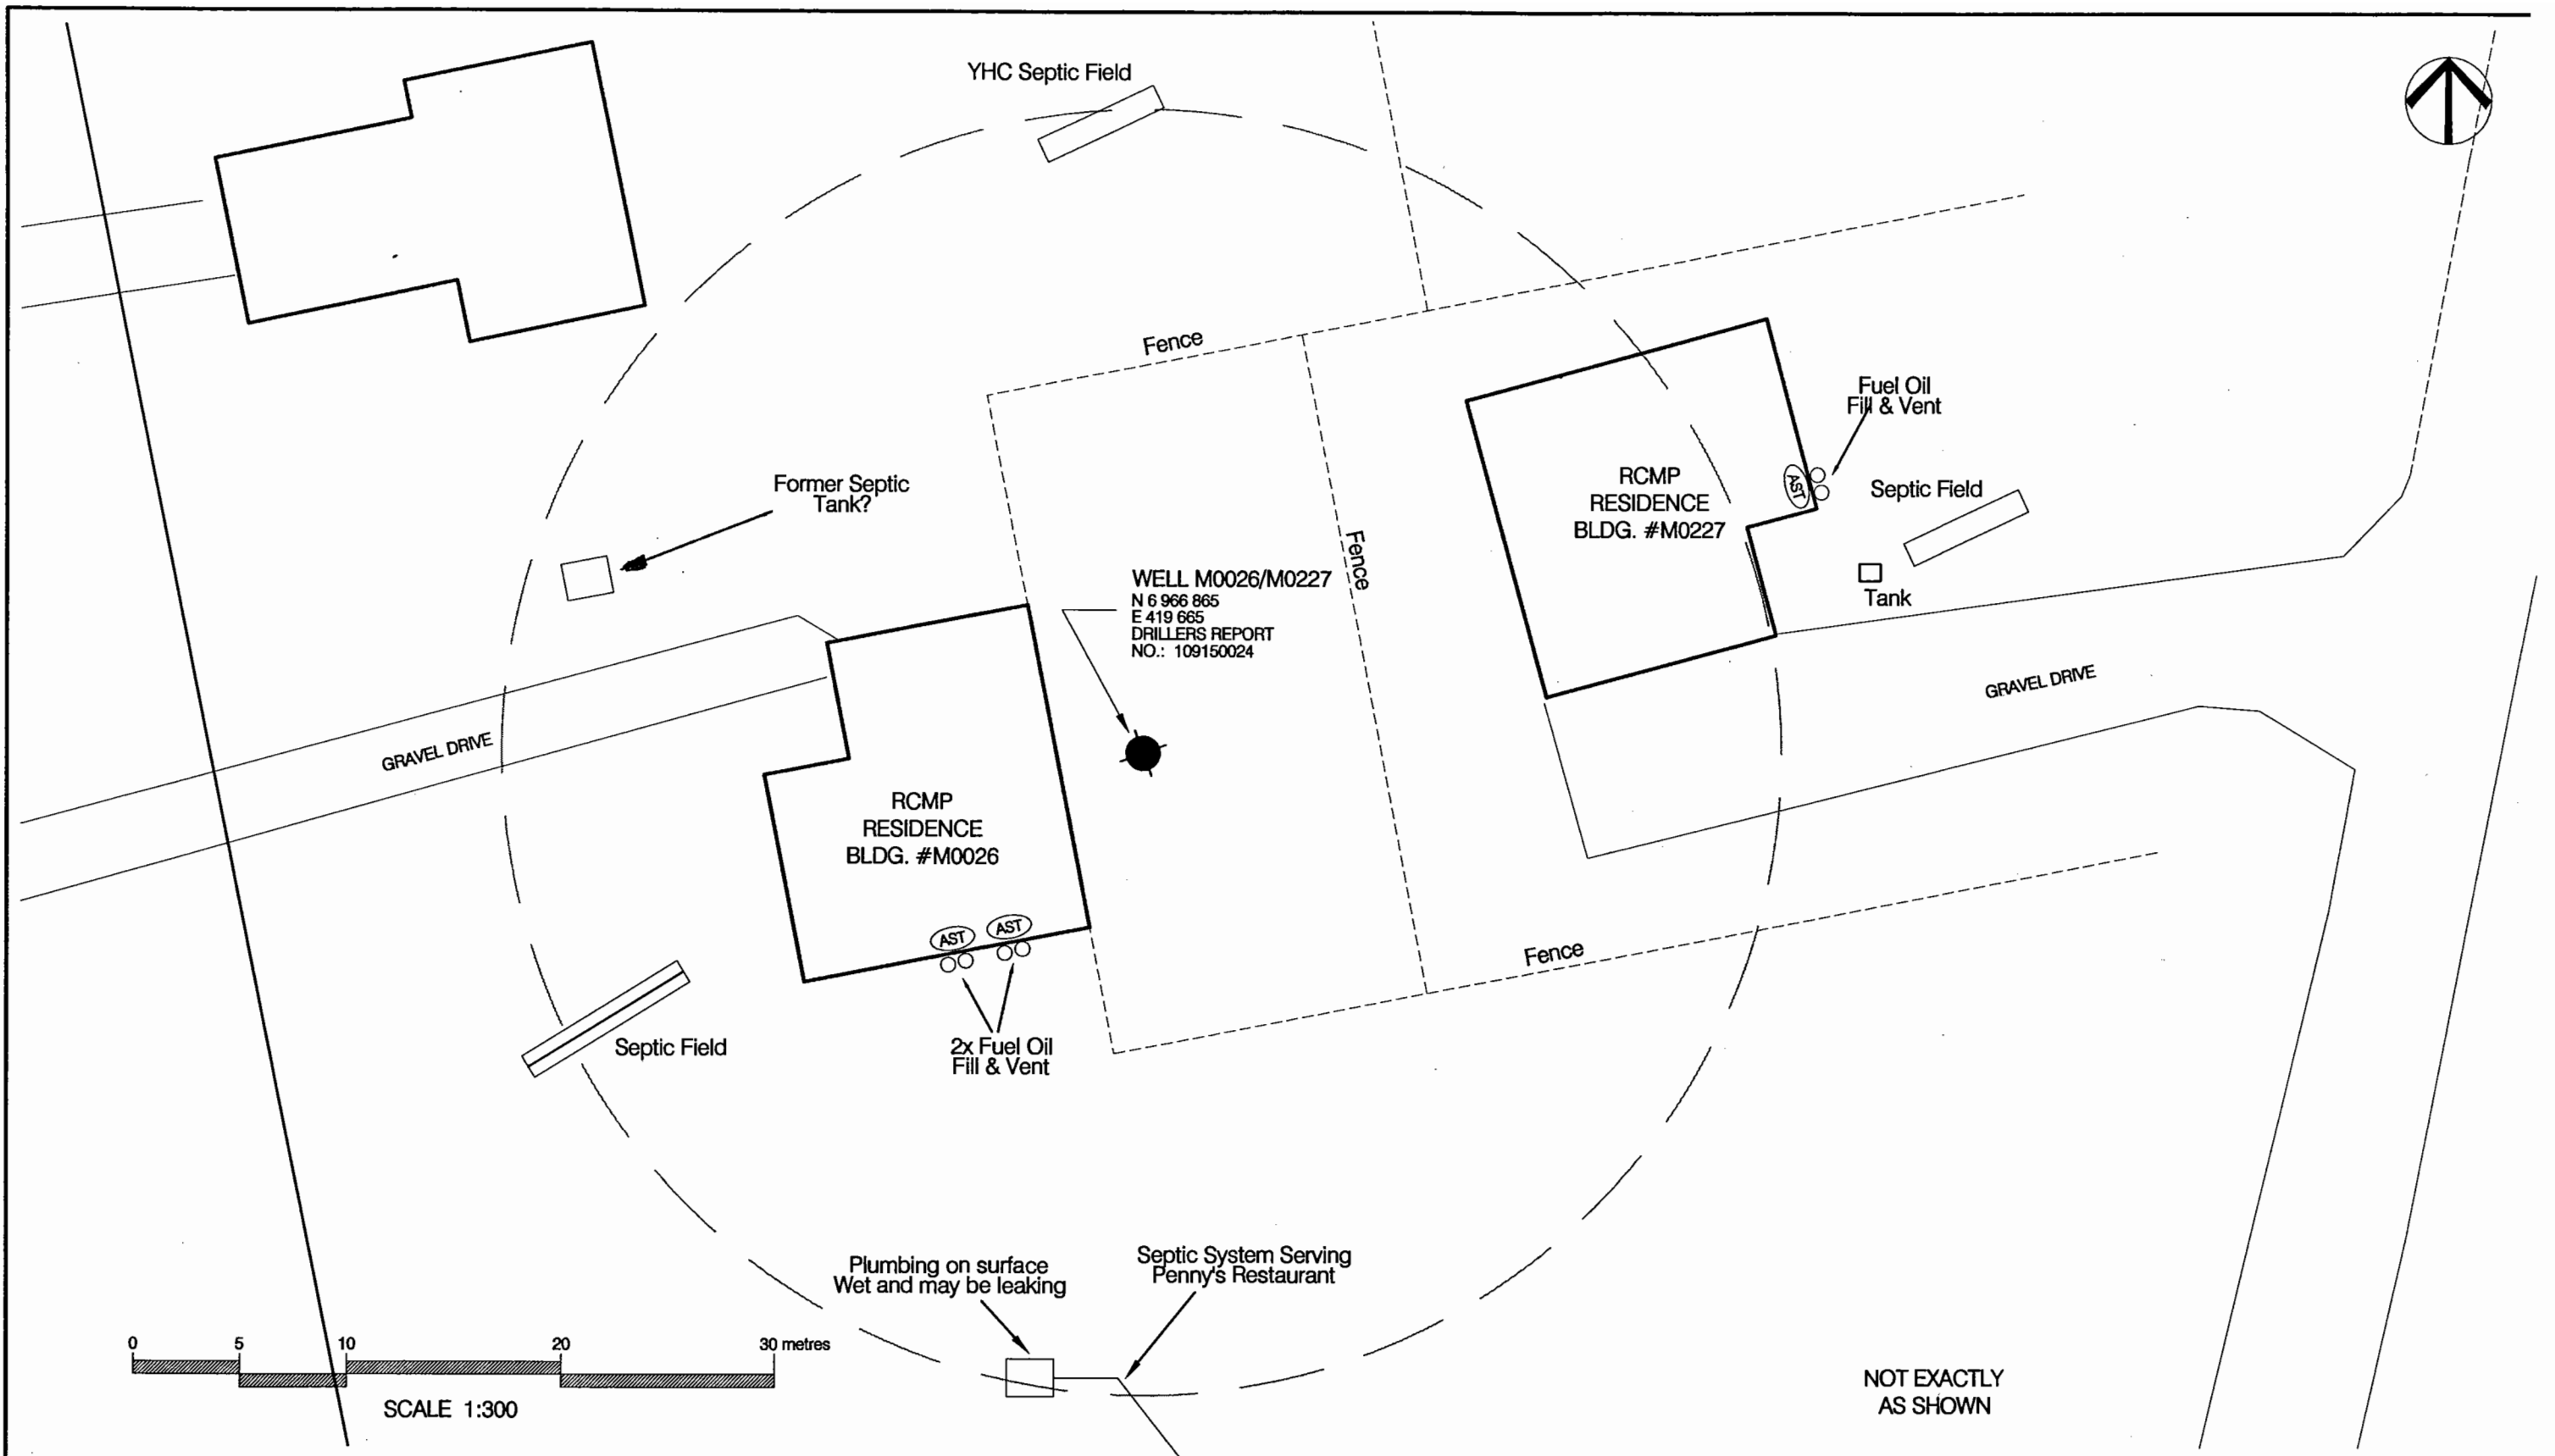 YHC Septic Field
Fence
Fuel Oil
Fill & Vent
RCMP
RESIDENCE
BLDG. #M0227
AST
Septic Field
Former Septic
Tank?
Fence
WELL M0026/M0227
N 6 966 865
E 419 665
DRILLERS REPORT
NO.: 109150024
Tank
GRAVEL DRIVE
GRAVEL DRIVE
RCMP
RESIDENCE
BLDG. #M0026
AST
AST
Fence
Septic Field
2x Fuel Oil
Fill & Vent
Plumbing on surface
Wet and may be leaking
Septic System Serving
Penny's Restaurant
0 5 10 20 30 metres
SCALE 1:300
NOT EXACTLY
AS SHOWN